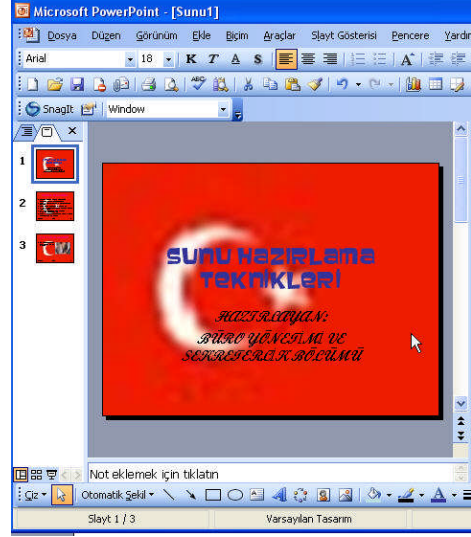 Microsoft PowerPoint - [Sunu1]
Dosya Düzen Görünüm Ekle Biçim Araçlar Slayt Gösterisi Pencere Yardım
Arial 18 K T A S A
SnagIt Window
1
2
3
SUNU HAZIRLAMA
TEKNİKLERİ
HAZIRLAYAN:
BÜRO YÖNETİMİ VE
SEKRETERLİK BÖLÜMÜ
Not eklemek için tıklatın
Çiz Otomatik Şekil
Slayt 1 / 3 Varsayılan Tasarım